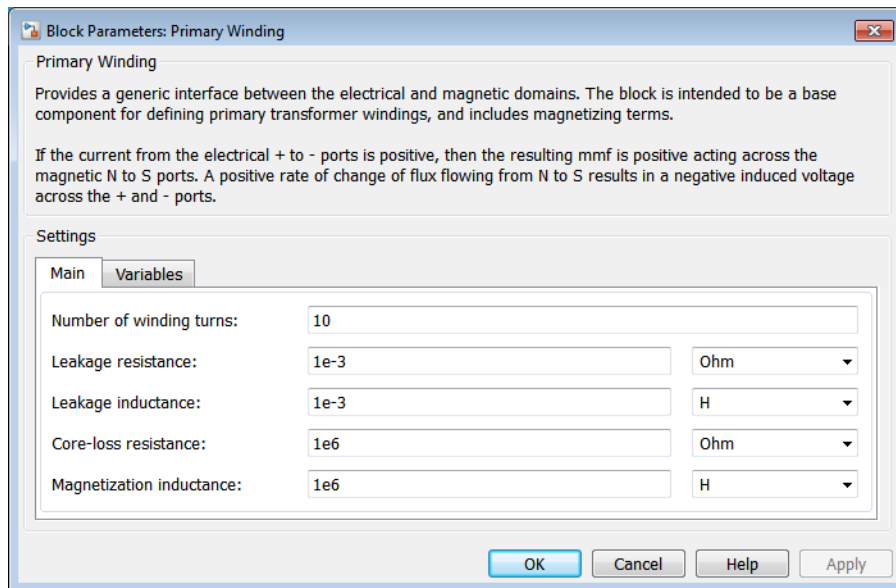 Block Parameters: Primary Winding
Primary Winding
Provides a generic interface between the electrical and magnetic domains. The block is intended to be a base
component for defining primary transformer windings, and includes magnetizing terms.
If the current from the electrical + to - ports is positive, then the resulting mmf is positive acting across the
magnetic N to S ports. A positive rate of change of flux flowing from N to S results in a negative induced voltage
across the + and - ports.
Settings
Main Variables
Number of winding turns: 10
Leakage resistance: 1e-3 Ohm
Leakage inductance: 1e-3 H
Core-loss resistance: 1e6 Ohm
Magnetization inductance: 1e6 H
OK Cancel Help Apply